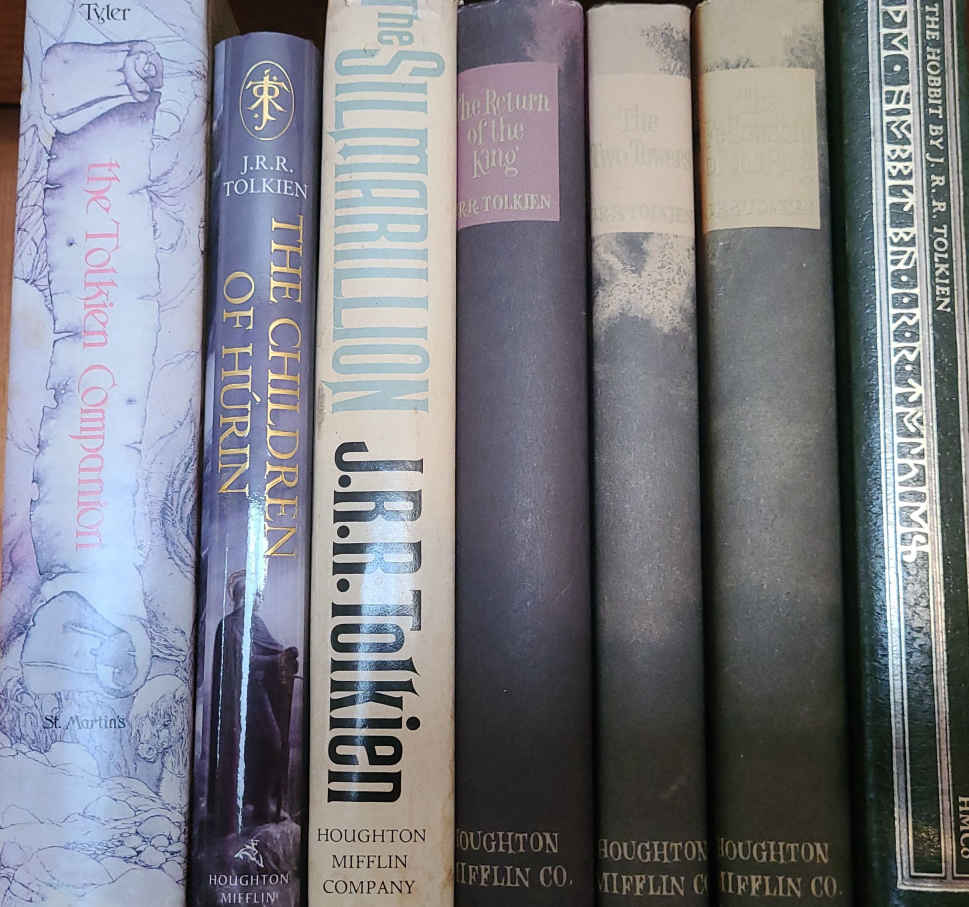 Tyler
the Tolkien Companion
St. Martin's
J.R.R.
TOLKIEN
THE CHILDREN
OF HÚRIN
HOUGHTON
MIFFLIN
The SILMARILLION
J.R.R. Tolkien
HOUGHTON
MIFFLIN
COMPANY
The Return
of the
King
R.R. TOLKIEN
HOUGHTON
MIFFLIN CO.
The
Two Towers
J.R.R. TOLKIEN
HOUGHTON
MIFFLIN C
HOUGHTON
MIFFLIN CO.
THE HOBBIT BY J. R. R. TOLKIEN
HMCo